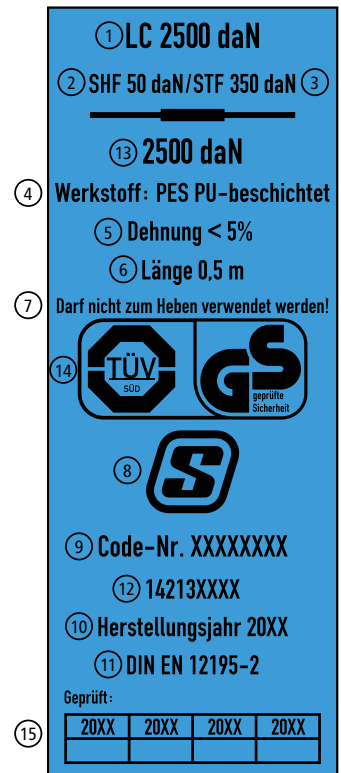 ① LC 2500 daN
② SHF 50 daN/STF 350 daN ③
⑬ 2500 daN
④ Werkstoff: PES PU-beschichtet
⑤ Dehnung < 5%
⑥ Länge 0,5 m
⑦ Darf nicht zum Heben verwendet werden!
⑭ TÜV
SÜD
GS
geprüfte
Sicherheit
⑧ S
⑨ Code-Nr. XXXXXXXX
⑫ 14213XXXX
⑩ Herstellungsjahr 20XX
⑪ DIN EN 12195-2
Geprüft:
⑮ 20XX 20XX 20XX 20XX